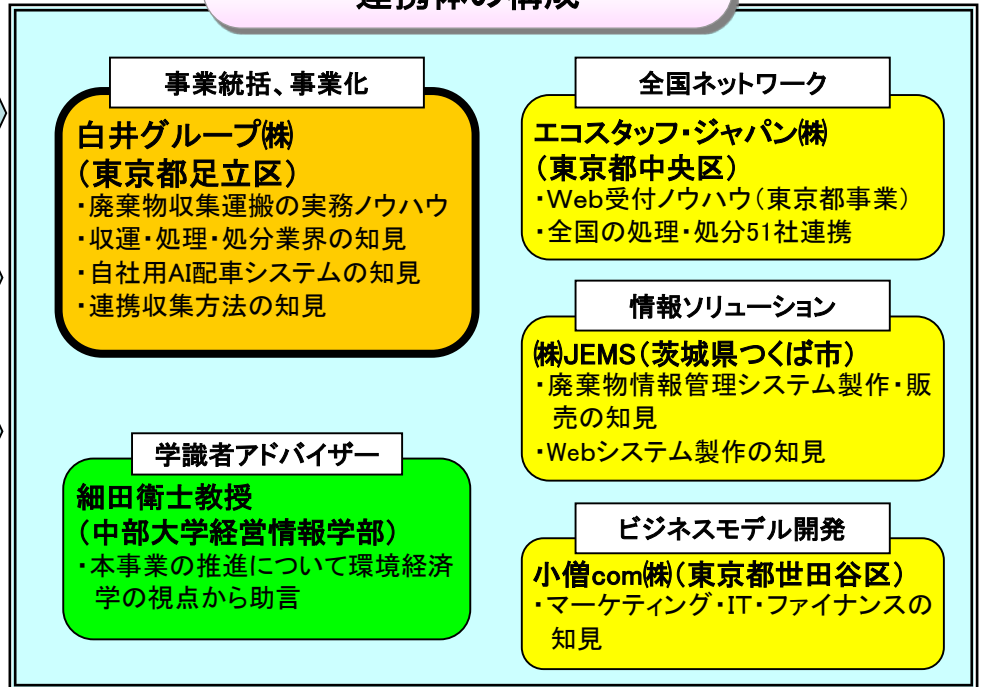 連携体の構成
事業統括、事業化
白井グループ㈱
（東京都足立区）
・廃棄物収集運搬の実務ノウハウ
・収運・処理・処分業界の知見
・自社用AI配車システムの知見
・連携収集方法の知見
学識者アドバイザー
細田衛士教授
（中部大学経営情報学部）
・本事業の推進について環境経済
学の視点から助言
全国ネットワーク
エコスタッフ・ジャパン㈱
（東京都中央区）
・Web受付ノウハウ（東京都事業）
・全国の処理・処分51社連携
情報ソリューション
㈱JEMS（茨城県つくば市）
・廃棄物情報管理システム製作・販
売の知見
・Webシステム製作の知見
ビジネスモデル開発
小僧com㈱（東京都世田谷区）
・マーケティング・IT・ファイナンスの
知見